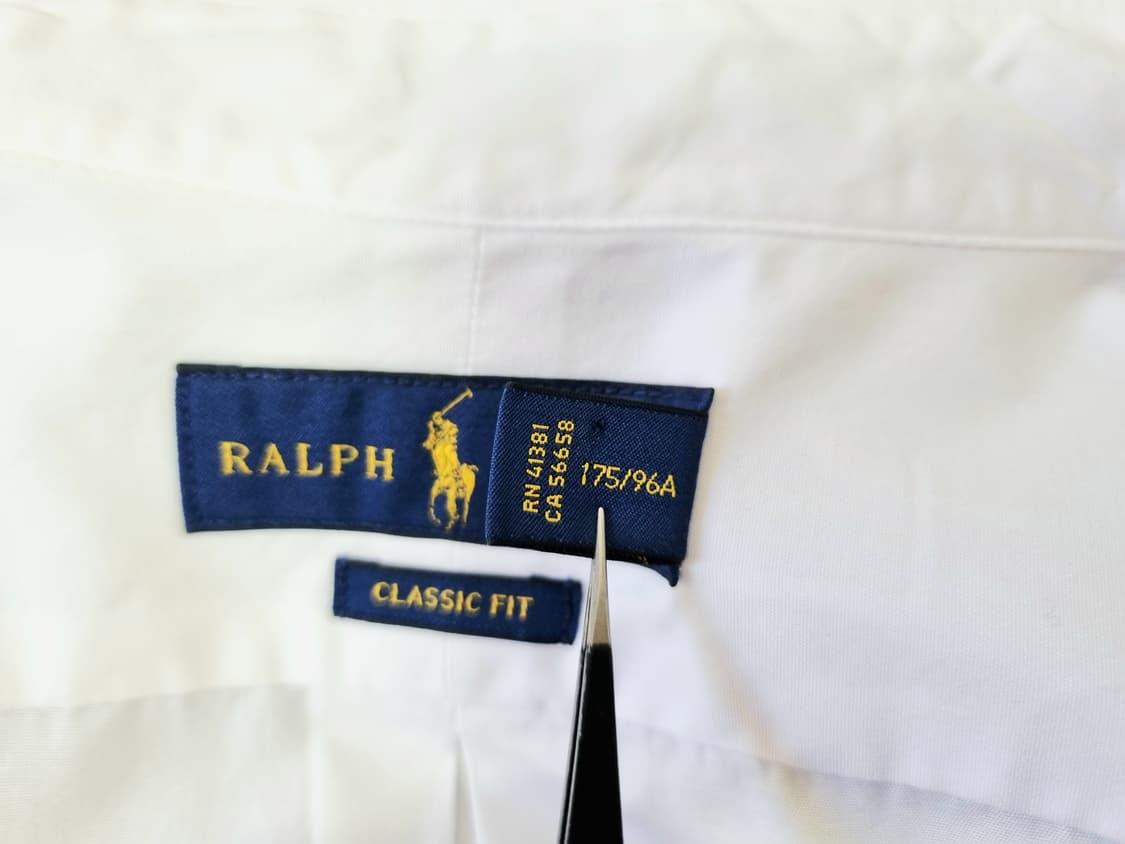 RALPH
RN 41381
CA 56658
175/96A
CLASSIC FIT